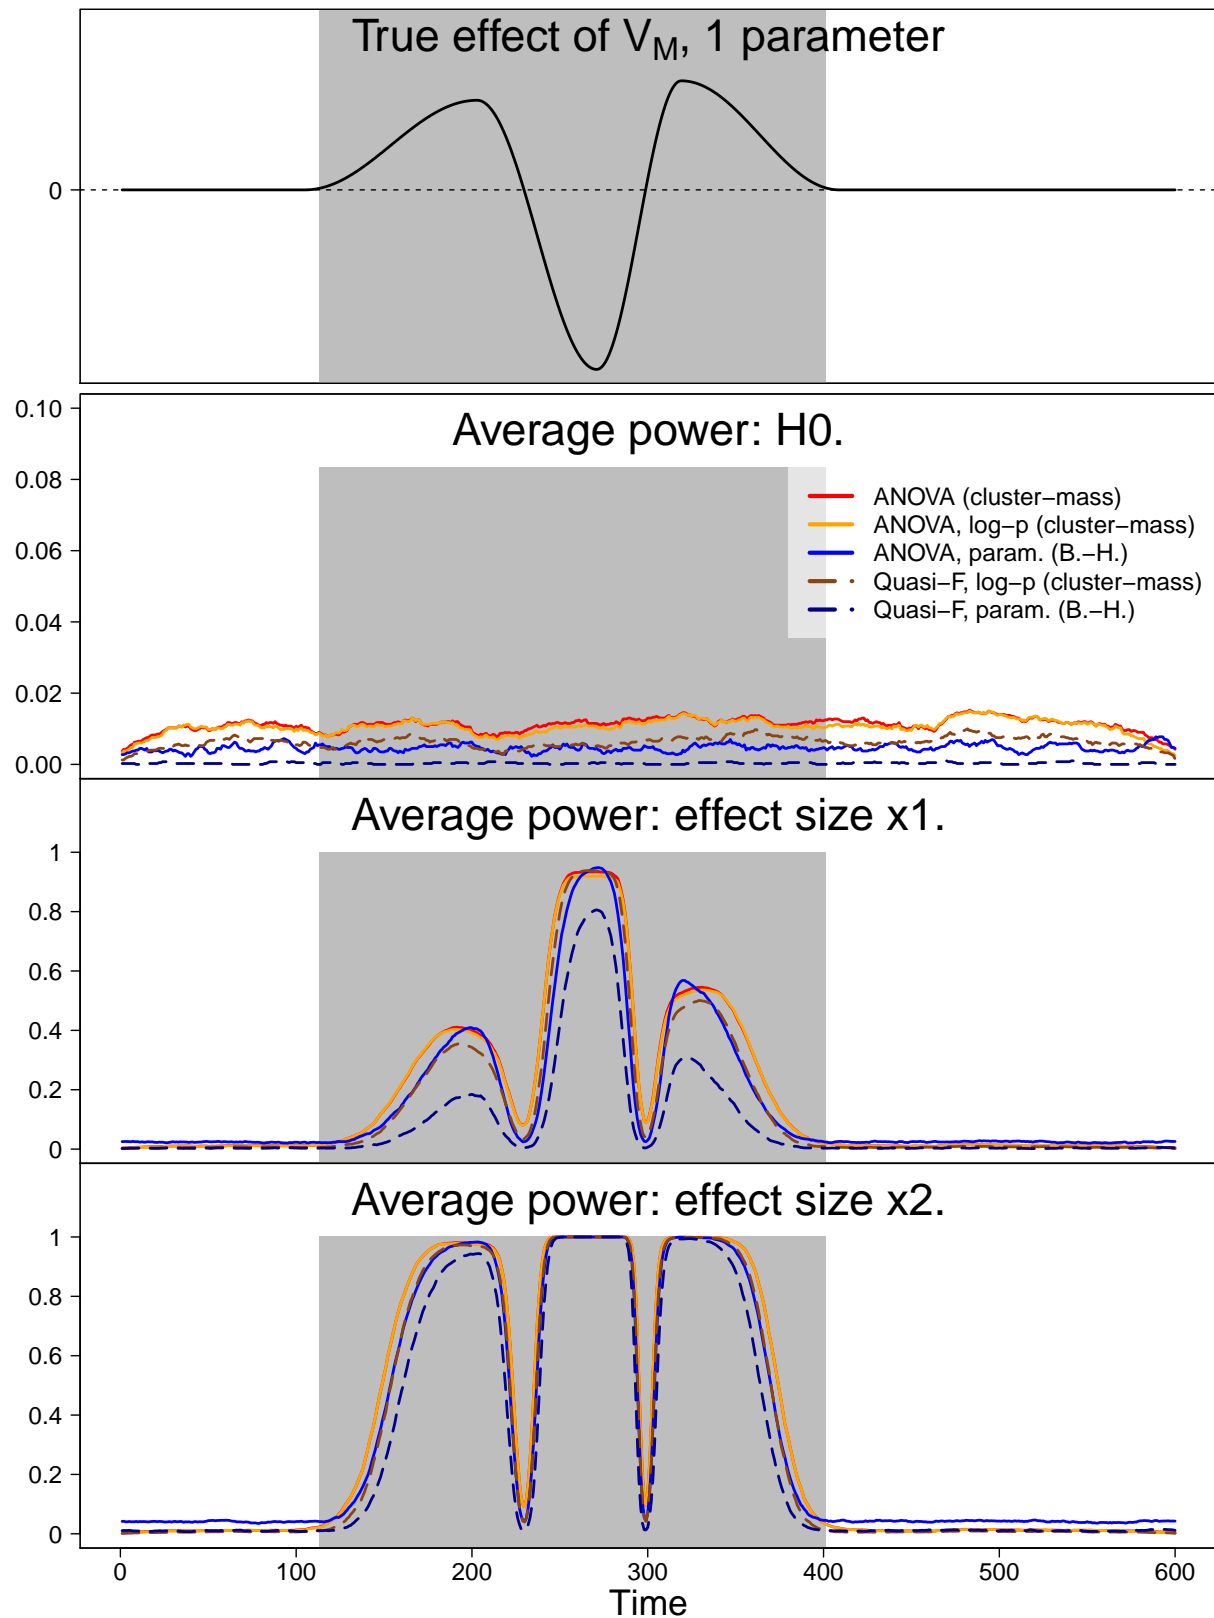 True effect of V_M, 1 parameter
0
Average power: H0.
0.10
0.08
0.06
0.04
0.02
0.00
ANOVA (cluster−mass)
ANOVA, log−p (cluster−mass)
ANOVA, param. (B.−H.)
Quasi−F, log−p (cluster−mass)
Quasi−F, param. (B.−H.)
Average power: effect size x1.
1
0.8
0.6
0.4
0.2
0
Average power: effect size x2.
1
0.8
0.6
0.4
0.2
0
0 100 200 300 400 500 600
Time